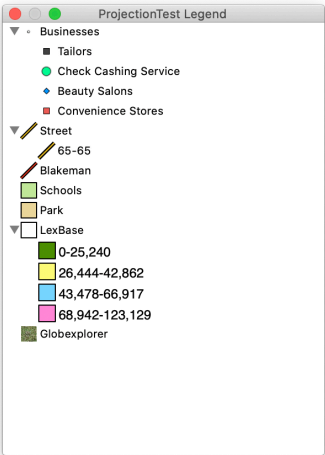 ProjectionTest Legend
Businesses
Tailors
Check Cashing Service
Beauty Salons
Convenience Stores
Street
65-65
Blakeman
Schools
Park
LexBase
0-25,240
26,444-42,862
43,478-66,917
68,942-123,129
Globexplorer